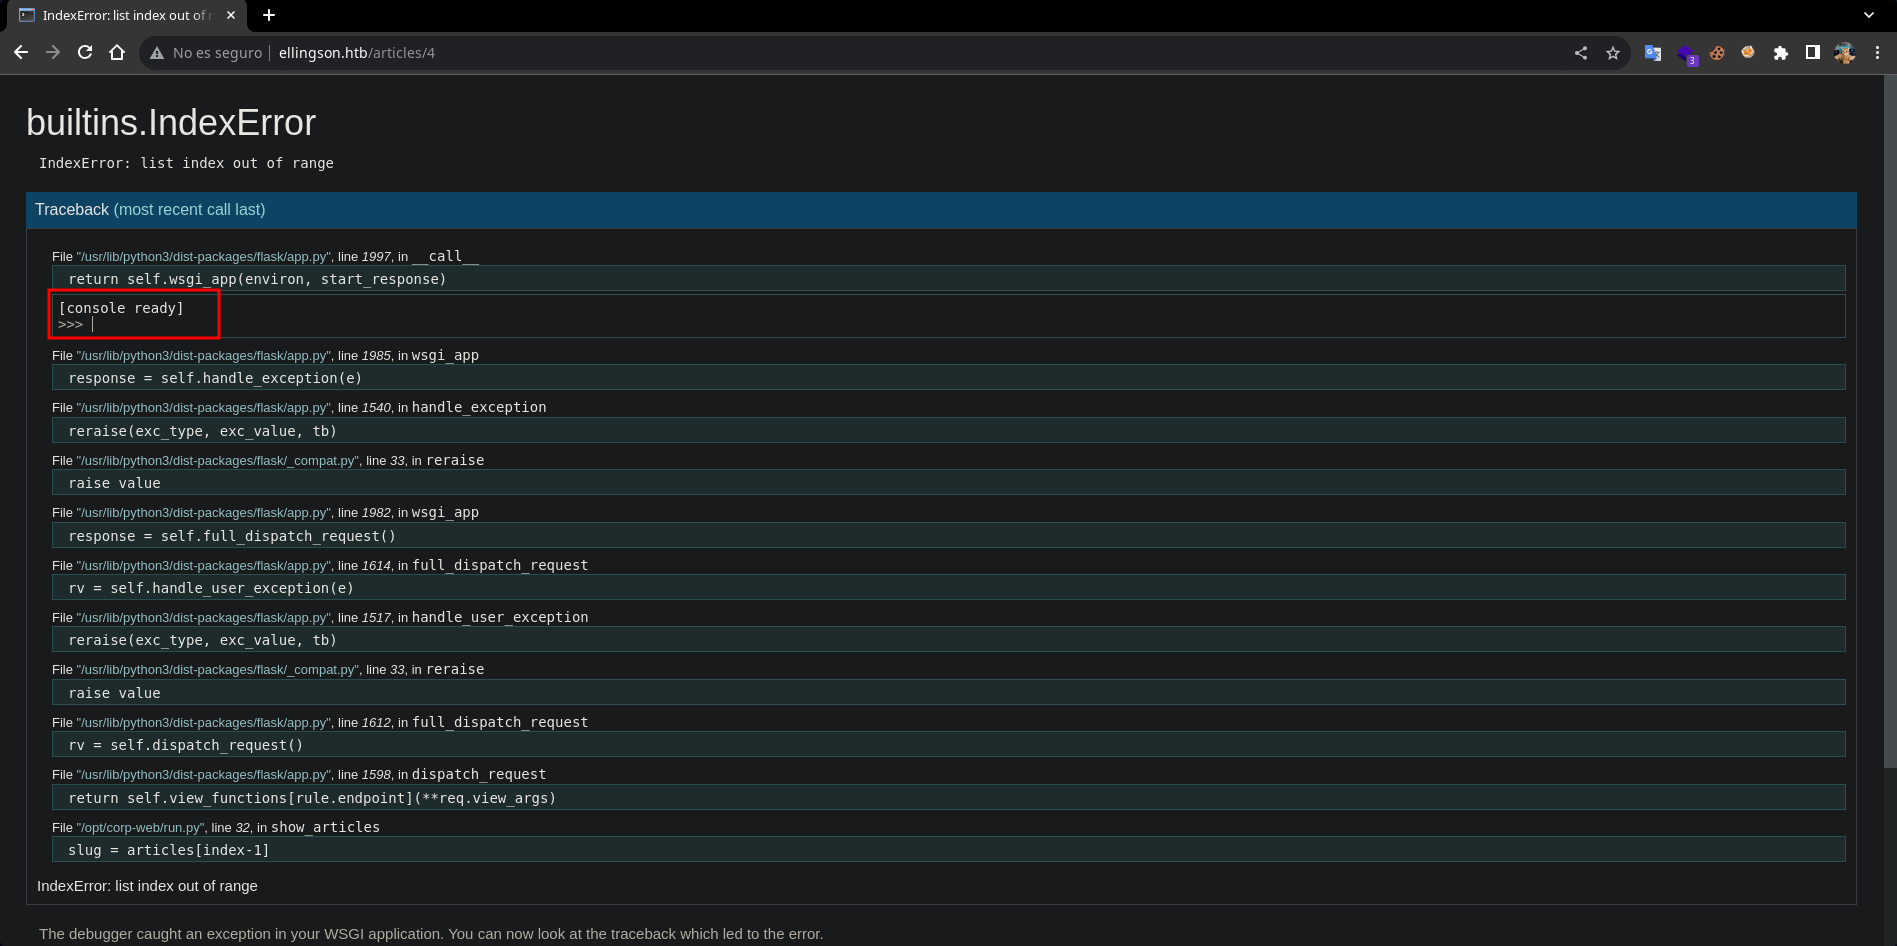 IndexError: list index out of r
No es seguro | ellingson.htb/articles/4
3
builtins.IndexError
IndexError: list index out of range
Traceback (most recent call last)
File "/usr/lib/python3/dist-packages/flask/app.py", line 1997, in __call__
return self.wsgi_app(environ, start_response)
[console ready]
>>>
File "/usr/lib/python3/dist-packages/flask/app.py", line 1985, in wsgi_app
response = self.handle_exception(e)
File "/usr/lib/python3/dist-packages/flask/app.py", line 1540, in handle_exception
reraise(exc_type, exc_value, tb)
File "/usr/lib/python3/dist-packages/flask/_compat.py", line 33, in reraise
raise value
File "/usr/lib/python3/dist-packages/flask/app.py", line 1982, in wsgi_app
response = self.full_dispatch_request()
File "/usr/lib/python3/dist-packages/flask/app.py", line 1614, in full_dispatch_request
rv = self.handle_user_exception(e)
File "/usr/lib/python3/dist-packages/flask/app.py", line 1517, in handle_user_exception
reraise(exc_type, exc_value, tb)
File "/usr/lib/python3/dist-packages/flask/_compat.py", line 33, in reraise
raise value
File "/usr/lib/python3/dist-packages/flask/app.py", line 1612, in full_dispatch_request
rv = self.dispatch_request()
File "/usr/lib/python3/dist-packages/flask/app.py", line 1598, in dispatch_request
return self.view_functions[rule.endpoint](**req.view_args)
File "/opt/corp-web/run.py", line 32, in show_articles
slug = articles[index-1]
IndexError: list index out of range
The debugger caught an exception in your WSGI application. You can now look at the traceback which led to the error.